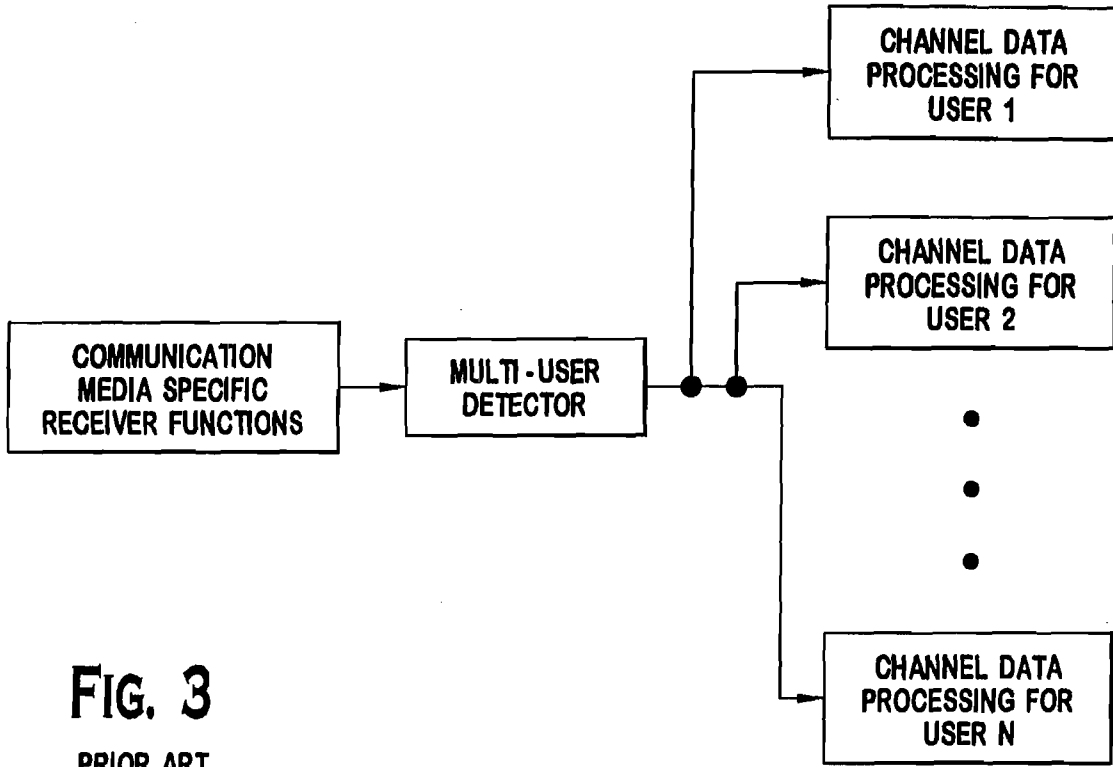 CHANNEL DATA
PROCESSING FOR
USER 1
CHANNEL DATA
PROCESSING FOR
USER 2
COMMUNICATION
MEDIA SPECIFIC
RECEIVER FUNCTIONS
MULTI-USER
DETECTOR
CHANNEL DATA
PROCESSING FOR
USER N
FIG. 3
PRIOR ART